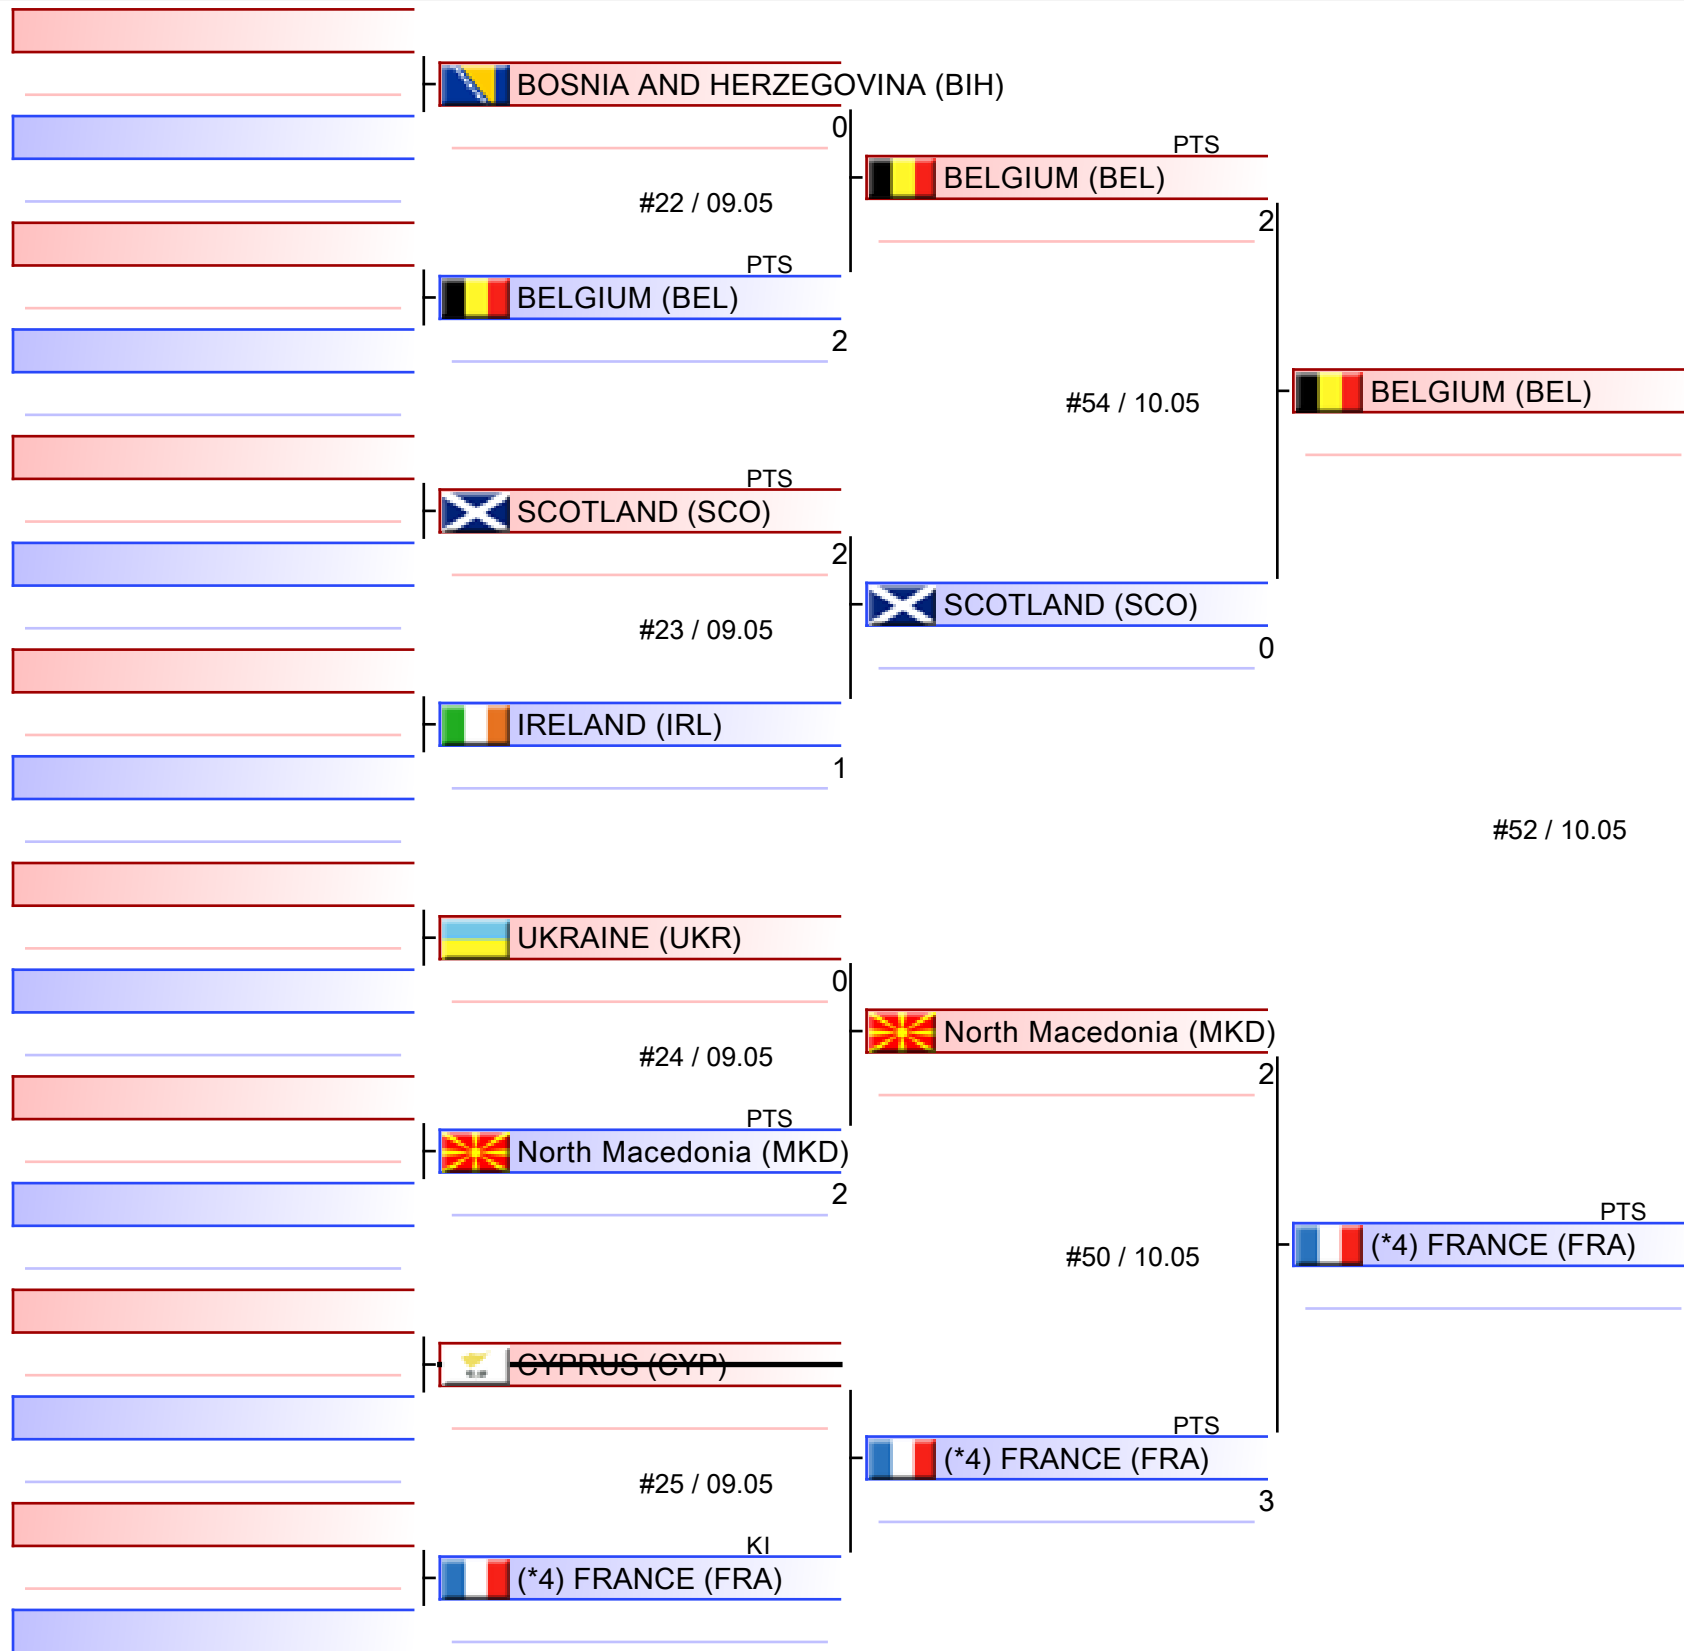 BOSNIA AND HERZEGOVINA (BIH)
0
#22 / 09.05
PTS
BELGIUM (BEL)
2
PTS
SCOTLAND (SCO)
2
#23 / 09.05
IRELAND (IRL)
1
UKRAINE (UKR)
0
#24 / 09.05
PTS
North Macedonia (MKD)
2
CYPRUS (CYP)
#25 / 09.05
KI
(*4) FRANCE (FRA)
PTS
BELGIUM (BEL)
2
#54 / 10.05
SCOTLAND (SCO)
0
North Macedonia (MKD)
2
#50 / 10.05
PTS
(*4) FRANCE (FRA)
3
BELGIUM (BEL)
#52 / 10.05
PTS
(*4) FRANCE (FRA)